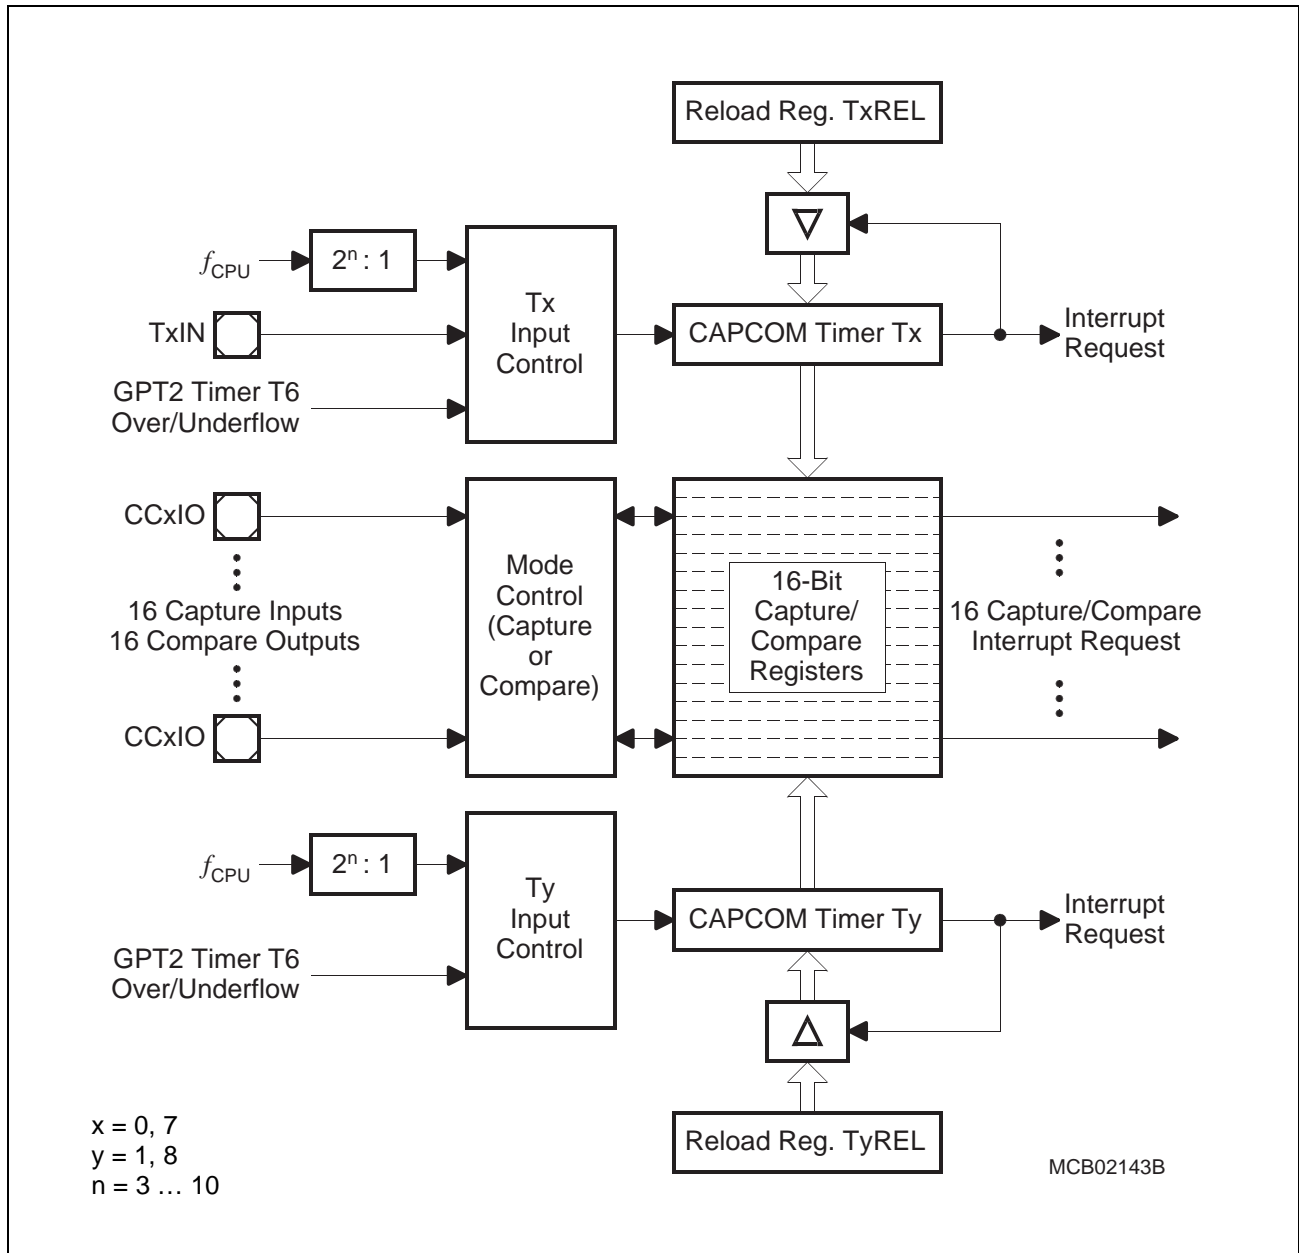 Reload Reg. TxREL
fCPU
2ⁿ : 1
Tx
Input
Control
TxIN
CAPCOM Timer Tx
Interrupt
Request
GPT2 Timer T6
Over/Underflow
CCxIO
16 Capture Inputs
16 Compare Outputs
CCxIO
Mode
Control
(Capture
or
Compare)
16-Bit
Capture/
Compare
Registers
16 Capture/Compare
Interrupt Request
fCPU
2ⁿ : 1
Ty
Input
Control
GPT2 Timer T6
Over/Underflow
CAPCOM Timer Ty
Interrupt
Request
Reload Reg. TyREL
x = 0, 7
y = 1, 8
n = 3 … 10
MCB02143B